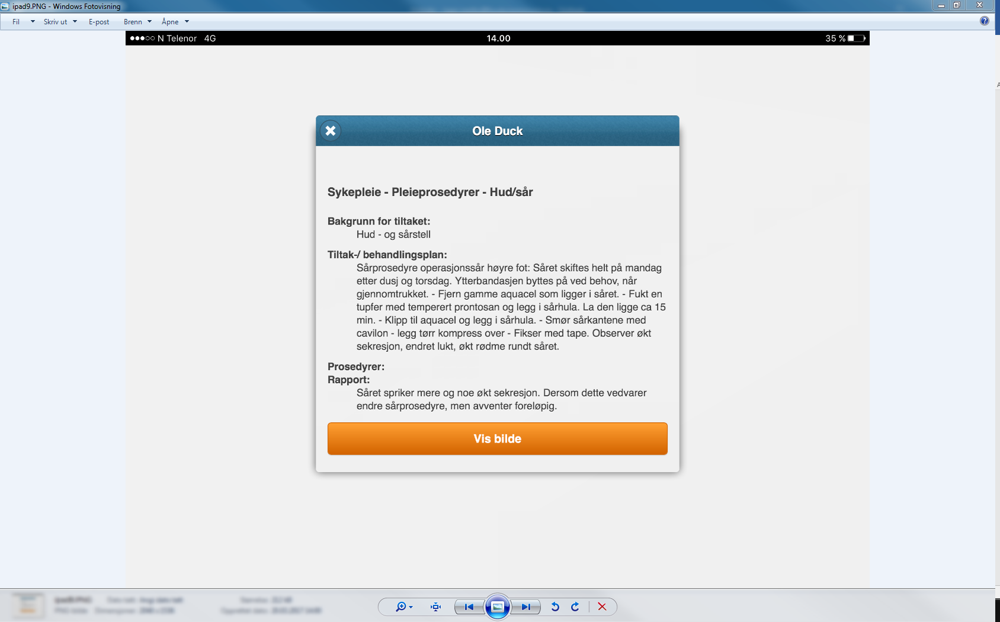 ipad9.PNG - Windows Fotovisning
Fil Skriv ut E-post Brenn Åpne
N Telenor 4G 14.00 35 %
Ole Duck
Sykepleie - Pleieprosedyrer - Hud/sår
Bakgrunn for tiltaket:
Hud - og sårstell
Tiltak-/ behandlingsplan:
Sårprosedyre operasjonssår høyre fot: Såret skiftes helt på mandag
etter dusj og torsdag. Ytterbandasjen byttes på ved behov, når
gjennomtrukket. - Fjern gamme aquacel som ligger i såret. - Fukt en
tupfer med temperert prontosan og legg i sårhula. La den ligge ca 15
min. - Klipp til aquacel og legg i sårhula. - Smør sårkantene med
cavilon - legg tørr kompress over - Fikser med tape. Observer økt
sekresjon, endret lukt, økt rødme rundt såret.
Prosedyrer:
Rapport:
Såret spriker mere og noe økt sekresjon. Dersom dette vedvarer
endre sårprosedyre, men avventer foreløpig.
Vis bilde